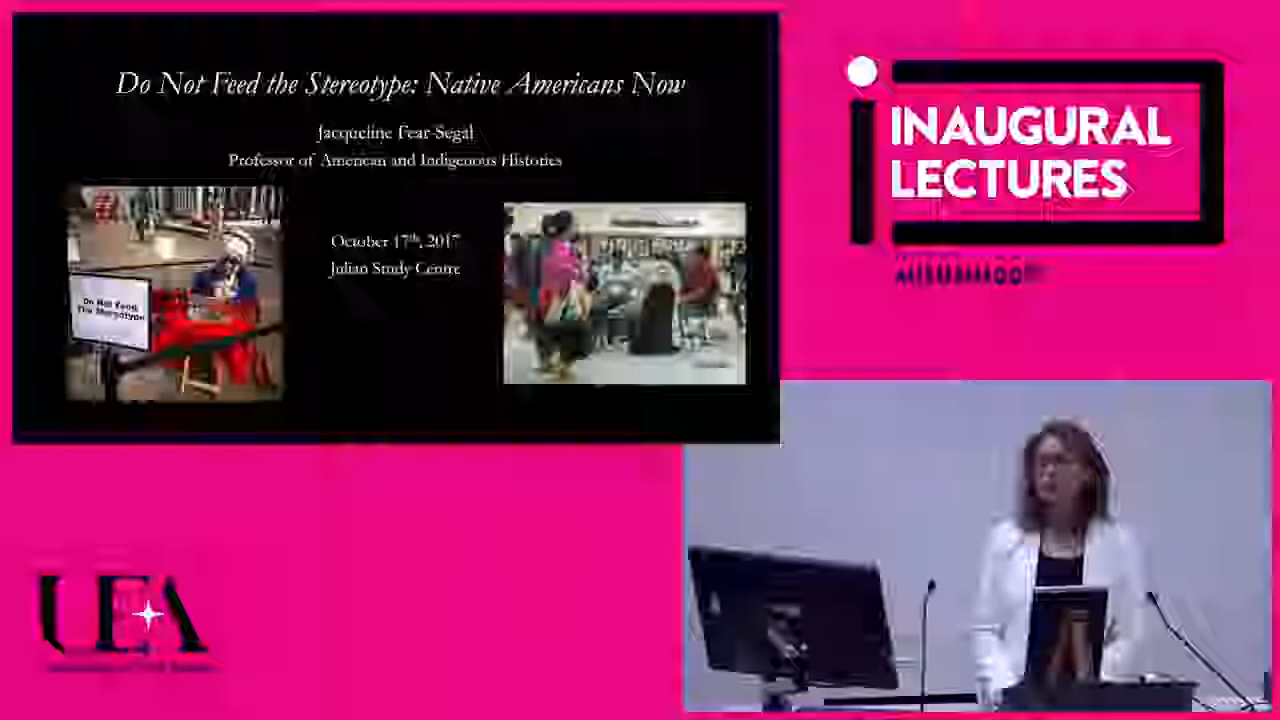 Do Not Feed the Stereotype: Native Americans Now
Jacqueline Fear-Segal
Professor of American and Indigenous Histories
October 17th, 2017
Julian Study Centre
Do Not Feed
The Stereotype
INAUGURAL
LECTURES
UEA